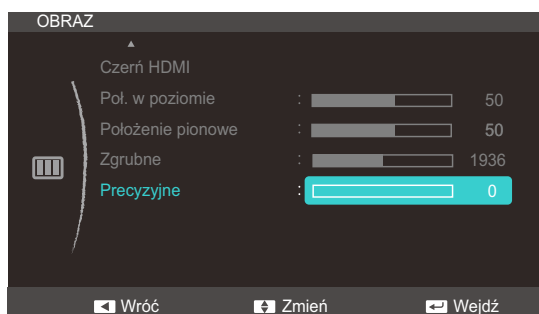 OBRAZ
Czerń HDMI
Poł. w poziomie : 50
Położenie pionowe : 50
Zgrubne : 1936
Precyzyjne : 0
Wróć Zmień Wejdź